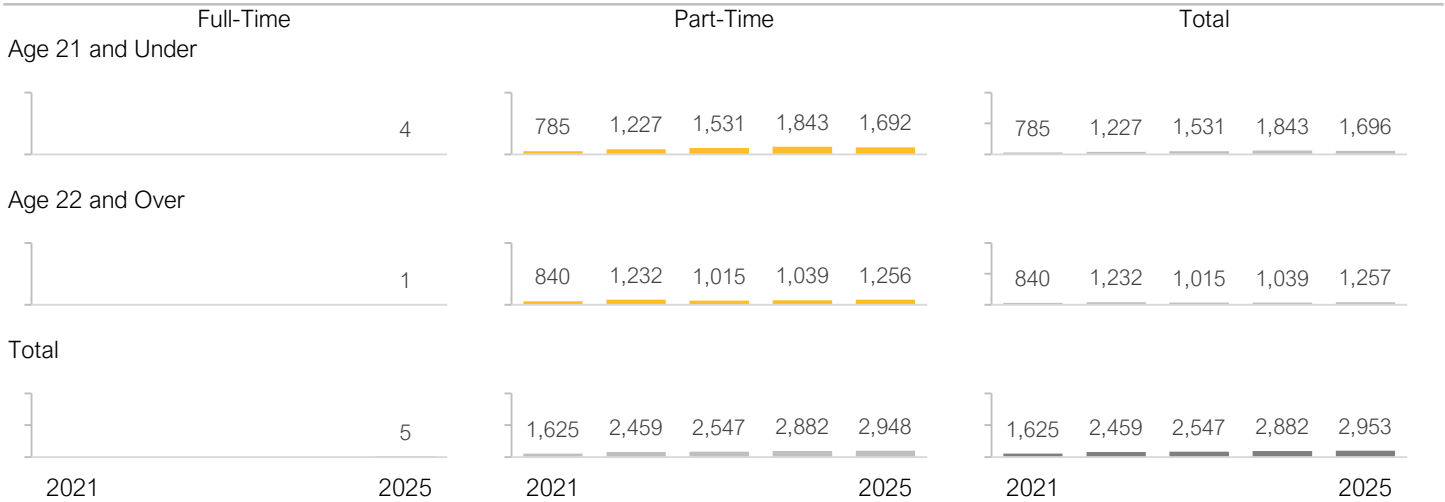 Full-Time Part-Time Total
Age 21 and Under
4 785 1,227 1,531 1,843 1,692 785 1,227 1,531 1,843 1,696
Age 22 and Over
1 840 1,232 1,015 1,039 1,256 840 1,232 1,015 1,039 1,257
Total
5 1,625 2,459 2,547 2,882 2,948 1,625 2,459 2,547 2,882 2,953
2021 2025 2021 2025 2021 2025